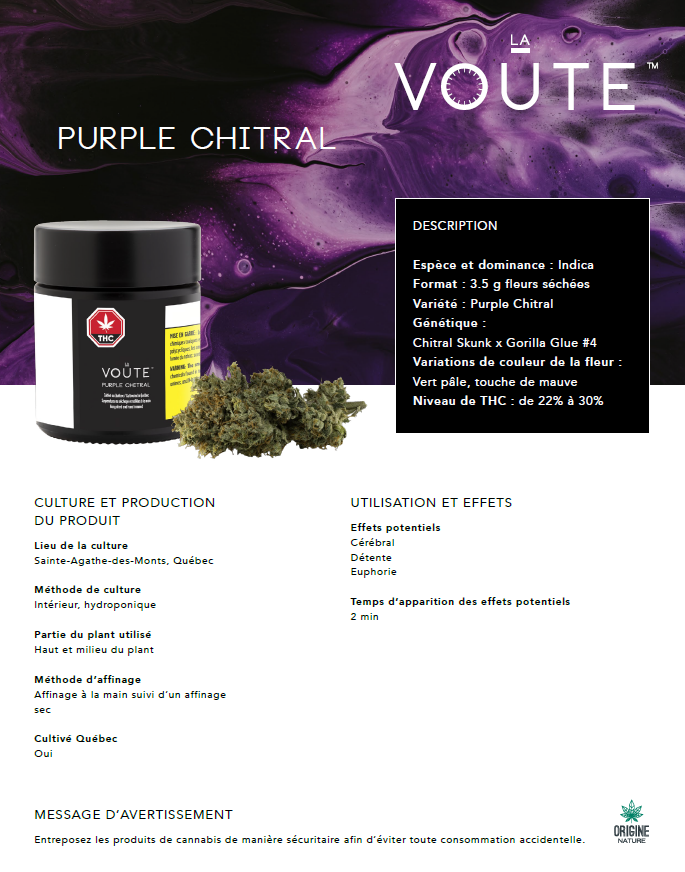 LA
VOUTE™
PURPLE CHITRAL
DESCRIPTION
Espèce et dominance : Indica
Format : 3.5 g fleurs séchées
Variété : Purple Chitral
Génétique :
Chitral Skunk x Gorilla Glue #4
Variations de couleur de la fleur :
Vert pâle, touche de mauve
Niveau de THC : de 22% à 30%
THC
LA
VOÛTE™
PURPLE CHITRAL
MISE EN GARDE:
WARNING:
CULTURE ET PRODUCTION
DU PRODUIT
Lieu de la culture
Sainte-Agathe-des-Monts, Québec
Méthode de culture
Intérieur, hydroponique
Partie du plant utilisé
Haut et milieu du plant
Méthode d’affinage
Affinage à la main suivi d’un affinage
sec
Cultivé Québec
Oui
UTILISATION ET EFFETS
Effets potentiels
Cérébral
Détente
Euphorie
Temps d’apparition des effets potentiels
2 min
MESSAGE D’AVERTISSEMENT
Entreposez les produits de cannabis de manière sécuritaire afin d’éviter toute consommation accidentelle.
ORIGINE
NATURE